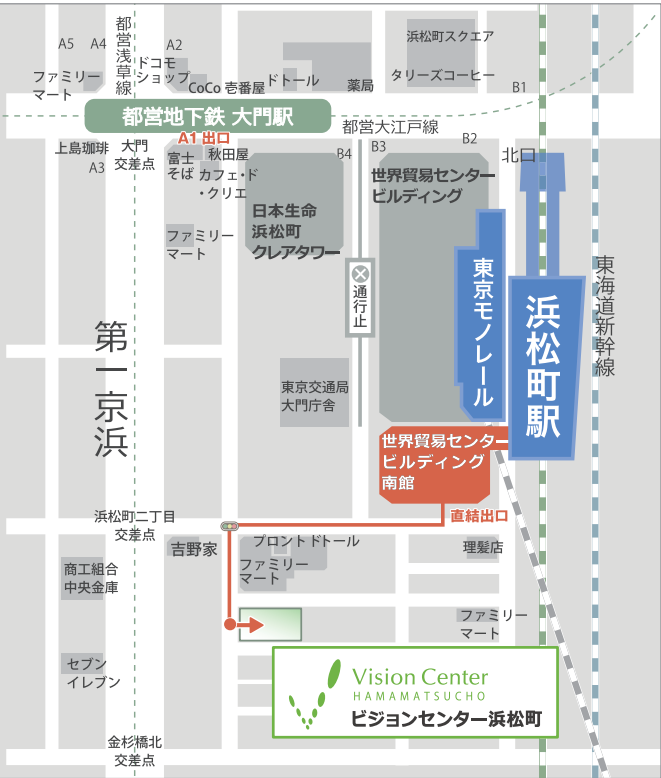 都営浅草線
A5
A4
A2
ファミリー
マート
ドコモ
ショップ
CoCo 壱番屋
ドトール
薬局
浜松町スクエア
タリーズコーヒー
B1
都営地下鉄 大門駅
A1 出口
都営大江戸線
上島珈琲
大門
交差点
A3
富士
そば
秋田屋
カフェ・ド
・クリエ
B4
B3
B2
北口
世界貿易センター
ビルディング
日本生命
浜松町
クレアタワー
ファミリー
マート
通行止
東京モノレール
浜松町駅
東海道新幹線
第一京浜
東京交通局
大門庁舎
世界貿易センター
ビルディング
南館
直結出口
浜松町二丁目
交差点
吉野家
プロント
ドトール
ファミリー
マート
理髪店
商工組合
中央金庫
ファミリー
マート
セブン
イレブン
Vision Center
HAMAMATSUCHO
ビジョンセンター浜松町
金杉橋北
交差点